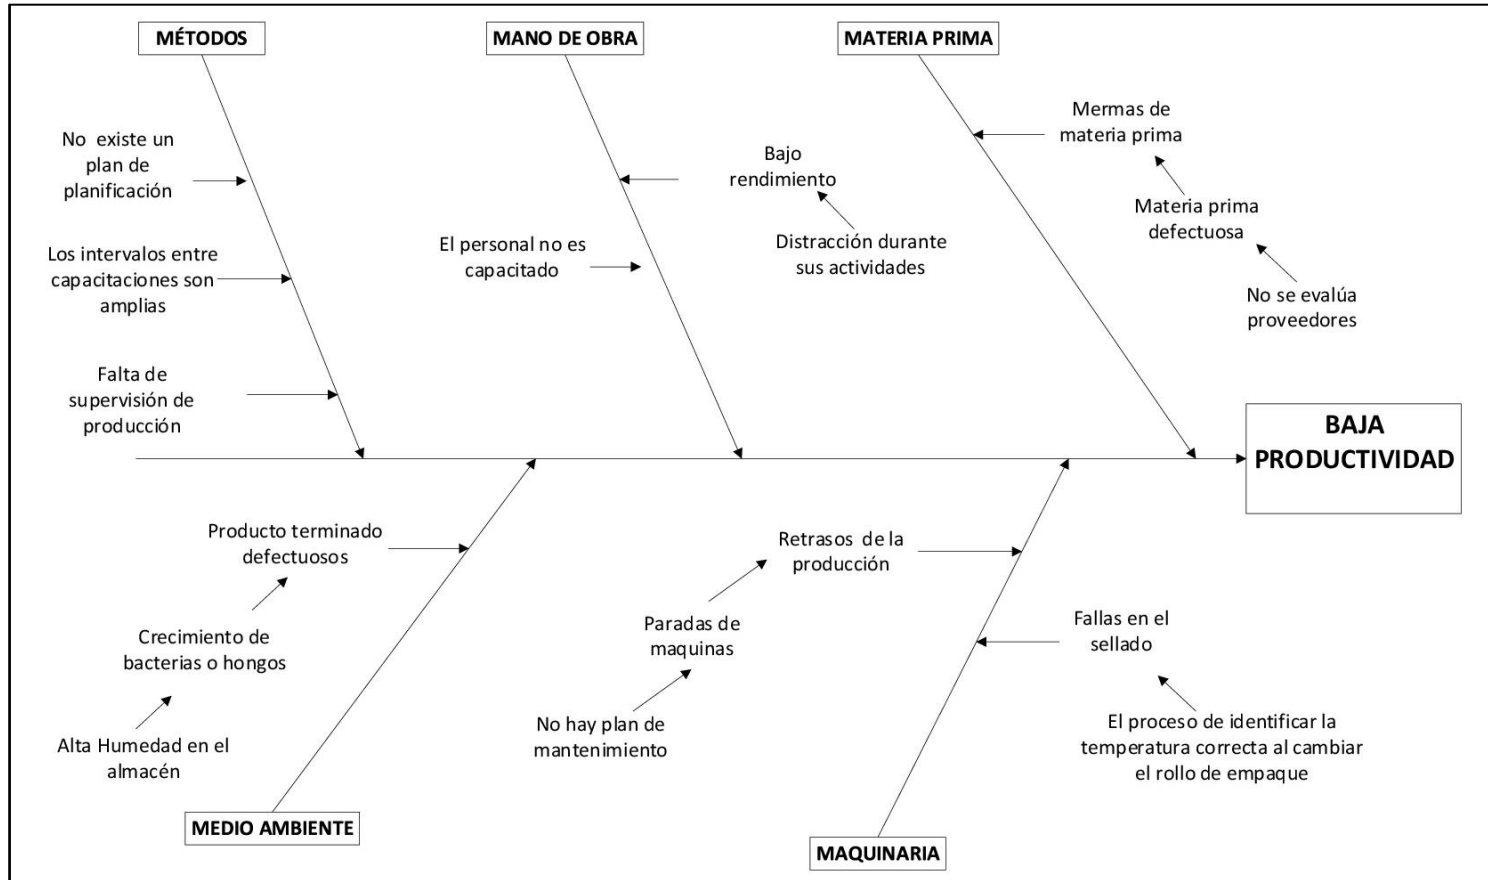 MÉTODOS
MANO DE OBRA
MATERIA PRIMA
No existe un
plan de
planificación
Los intervalos entre
capacitaciones son
amplias
Falta de
supervisión de
producción
El personal no es
capacitado
Bajo
rendimiento
Distracción durante
sus actividades
Mermas de
materia prima
Materia prima
defectuosa
No se evalúa
proveedores
BAJA
PRODUCTIVIDAD
Producto terminado
defectuosos
Crecimiento de
bacterias o hongos
Alta Humedad en el
almacén
MEDIO AMBIENTE
Retrasos de la
producción
Paradas de
maquinas
No hay plan de
mantenimiento
Fallas en el
sellado
El proceso de identificar la
temperatura correcta al cambiar
el rollo de empaque
MAQUINARIA